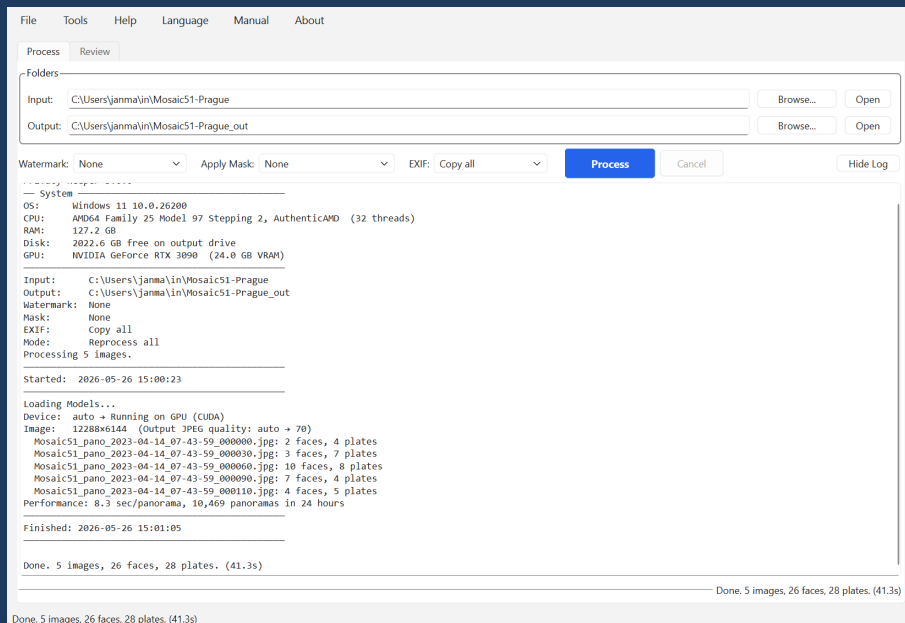 File Tools Help Language Manual About
Process Review
Folders
Input: C:\Users\janma\in\Mosaic51-Prague Browse... Open
Output: C:\Users\janma\in\Mosaic51-Prague_out Browse... Open
Watermark: None Apply Mask: None EXIF: Copy all Process Cancel Hide Log
System
OS: Windows 11 10.0.26200
CPU: AMD64 Family 25 Model 97 Stepping 2, AuthenticAMD (32 threads)
RAM: 127.2 GB
Disk: 2022.6 GB free on output drive
GPU: NVIDIA GeForce RTX 3090 (24.0 GB VRAM)
Input: C:\Users\janma\in\Mosaic51-Prague
Output: C:\Users\janma\in\Mosaic51-Prague_out
Watermark: None
Mask: None
EXIF: Copy all
Mode: Reprocess all
Processing 5 images.
Started: 2026-05-26 15:00:23
Loading Models...
Device: auto → Running on GPU (CUDA)
Image: 12288×6144 (Output JPEG quality: auto → 70)
Mosaic51_pano_2023-04-14_07-43-59_000000.jpg: 2 faces, 4 plates
Mosaic51_pano_2023-04-14_07-43-59_000030.jpg: 3 faces, 7 plates
Mosaic51_pano_2023-04-14_07-43-59_000060.jpg: 10 faces, 8 plates
Mosaic51_pano_2023-04-14_07-43-59_000090.jpg: 7 faces, 4 plates
Mosaic51_pano_2023-04-14_07-43-59_000110.jpg: 4 faces, 5 plates
Performance: 8.3 sec/panorama, 10,469 panoramas in 24 hours
Finished: 2026-05-26 15:01:05
Done. 5 images, 26 faces, 28 plates. (41.3s)
Done. 5 images, 26 faces, 28 plates. (41.3s)
Done. 5 images, 26 faces, 28 plates. (41.3s)